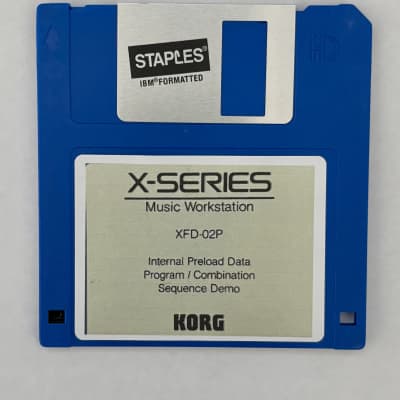 HD
STAPLES®
IBM® FORMATTED
X-SERIES
Music Workstation
XFD-02P
Internal Preload Data
Program / Combination
Sequence Demo
KORG